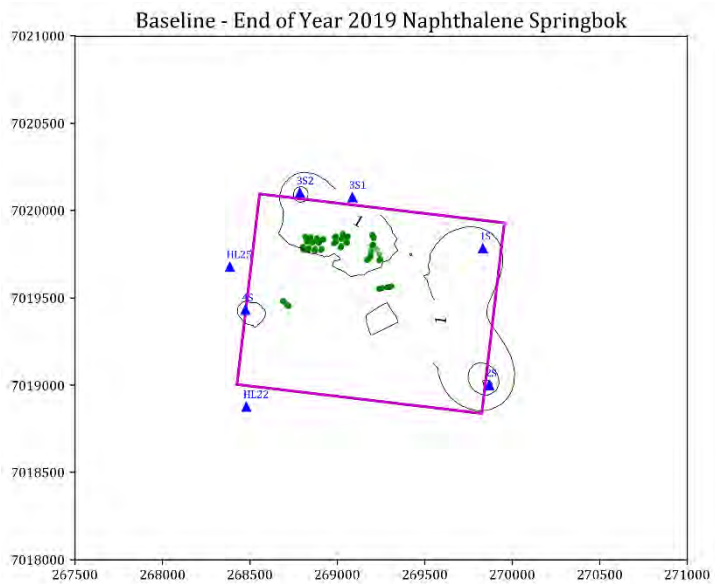 Baseline - End of Year 2019 Naphthalene Springbok
7021000
7020500
7020000
7019500
7019000
7018500
7018000
3S2
3S1
1
1S
HL25
4S
1
2S
HL22
267500
268000
268500
269000
269500
270000
270500
271000